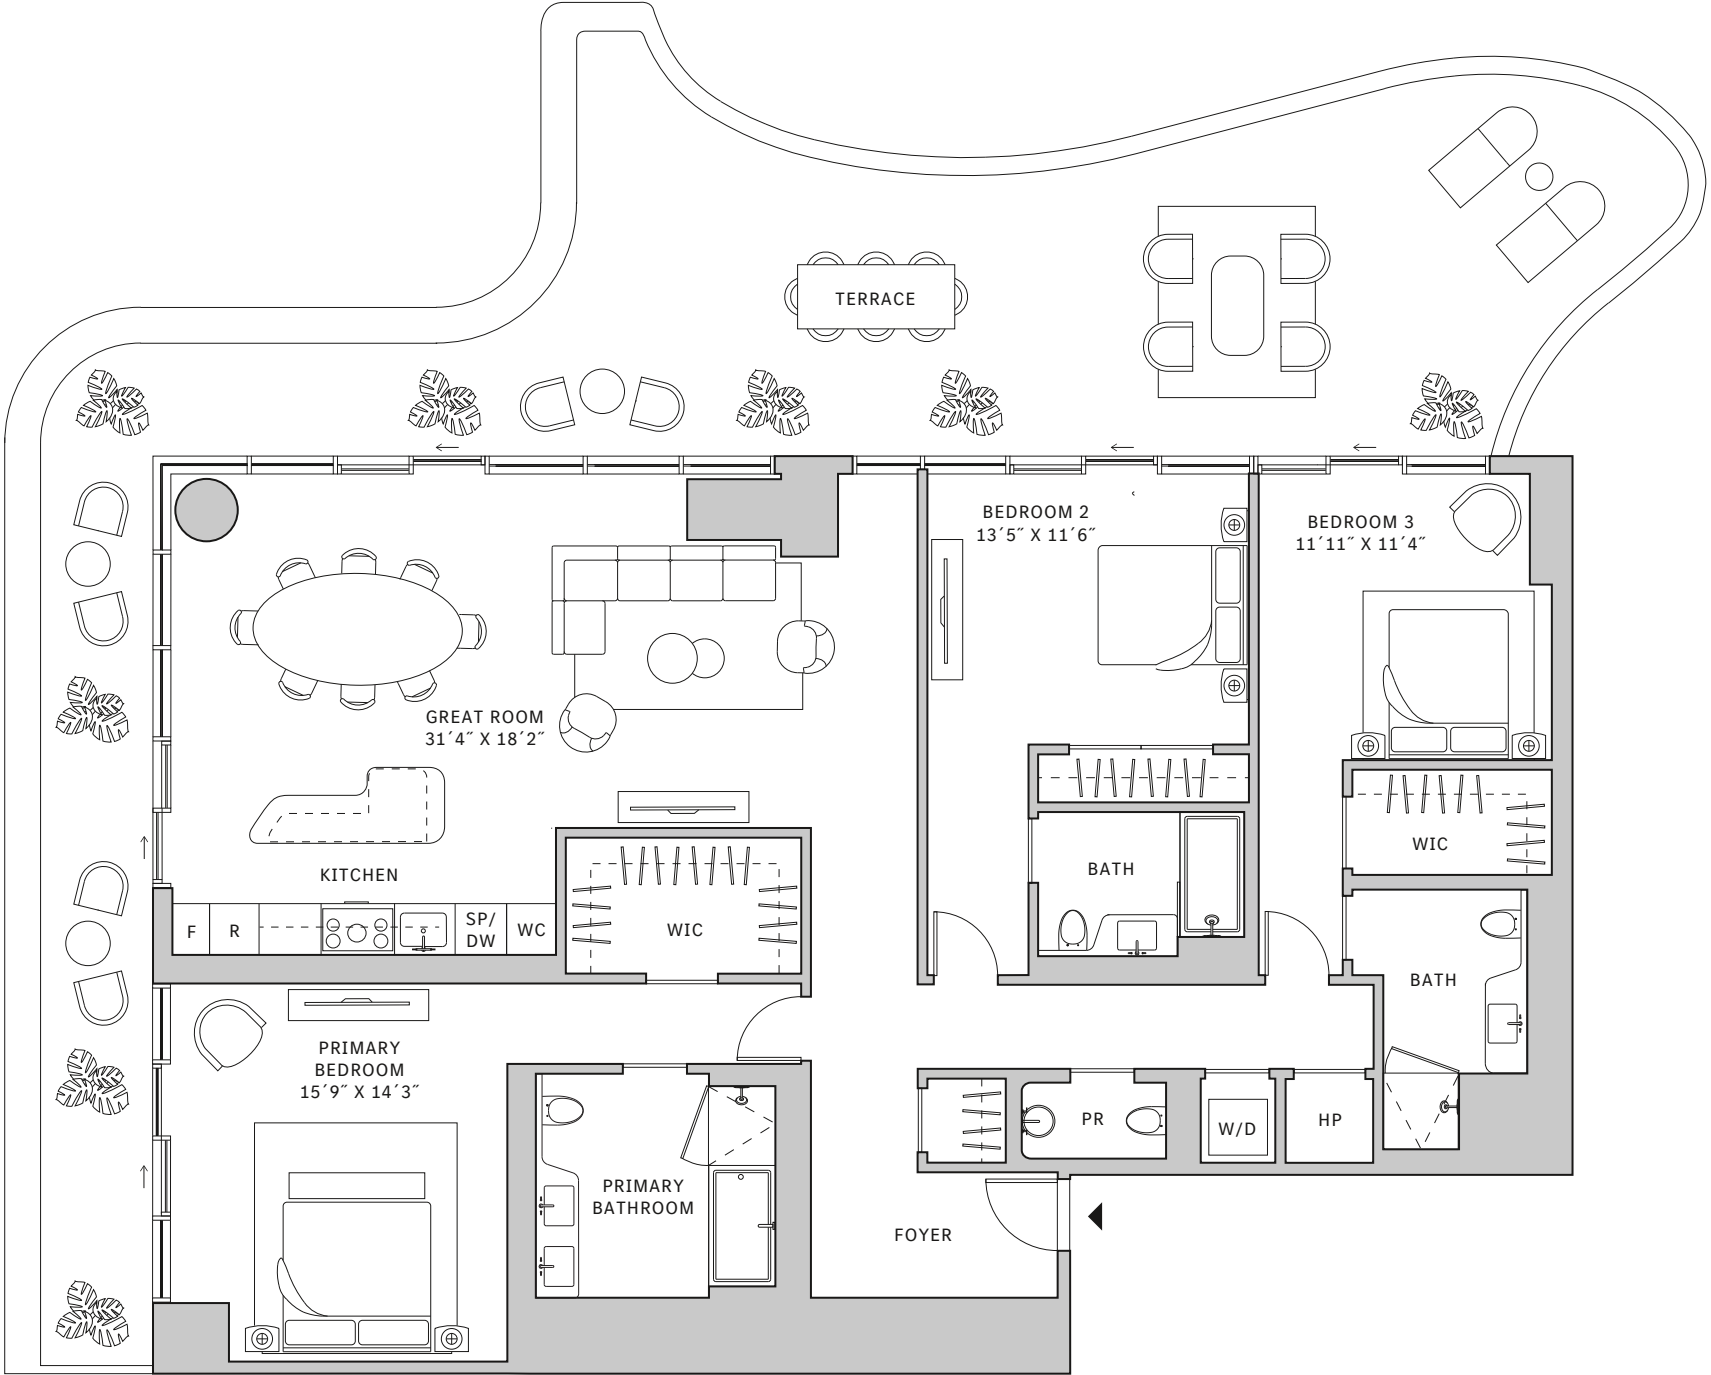 TERRACE
BEDROOM 2
13´5˝ X 11´6˝
BEDROOM 3
11´11˝ X 11´4˝
GREAT ROOM
31´4˝ X 18´2˝
KITCHEN
F
R
SP/
DW
WC
WIC
BATH
WIC
BATH
PRIMARY
BEDROOM
15´9˝ X 14´3˝
PR
W/D
HP
PRIMARY
BATHROOM
FOYER